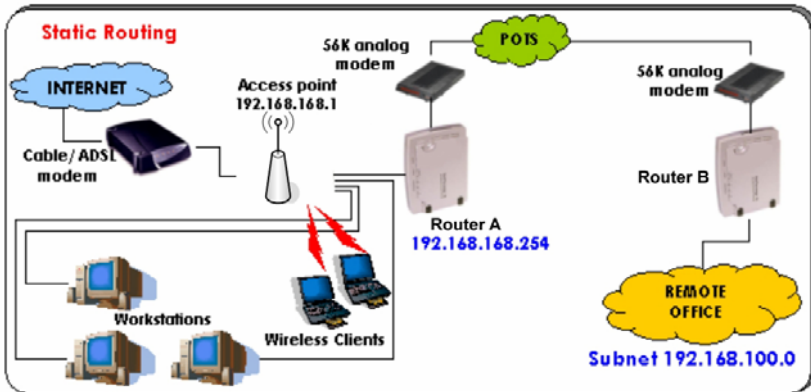 Static Routing
INTERNET
Cable/ADSL
modem
Access point
192.168.168.1
56K analog
modem
POTS
56K analog
modem
Router A
192.168.168.254
Router B
Workstations
Wireless Clients
REMOTE
OFFICE
Subnet 192.168.100.0